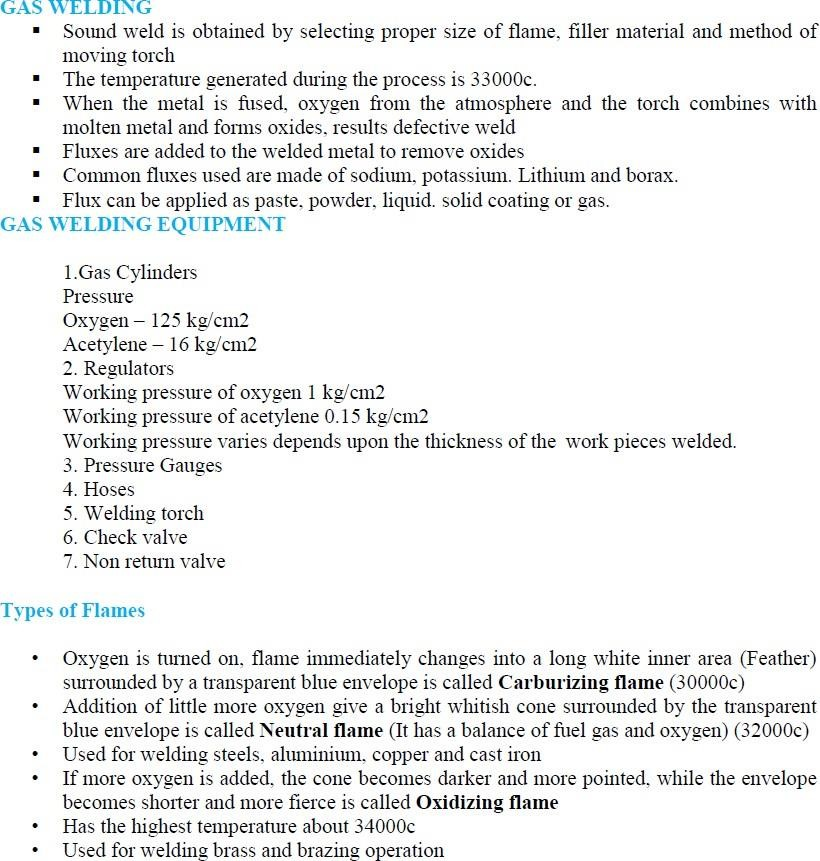 GAS WELDING
▪ Sound weld is obtained by selecting proper size of flame, filler material and method of
moving torch
▪ The temperature generated during the process is 33000c.
▪ When the metal is fused, oxygen from the atmosphere and the torch combines with
molten metal and forms oxides, results defective weld
▪ Fluxes are added to the welded metal to remove oxides
▪ Common fluxes used are made of sodium, potassium. Lithium and borax.
▪ Flux can be applied as paste, powder, liquid. solid coating or gas.
GAS WELDING EQUIPMENT
1.Gas Cylinders
Pressure
Oxygen – 125 kg/cm2
Acetylene – 16 kg/cm2
2. Regulators
Working pressure of oxygen 1 kg/cm2
Working pressure of acetylene 0.15 kg/cm2
Working pressure varies depends upon the thickness of the work pieces welded.
3. Pressure Gauges
4. Hoses
5. Welding torch
6. Check valve
7. Non return valve
Types of Flames
• Oxygen is turned on, flame immediately changes into a long white inner area (Feather)
surrounded by a transparent blue envelope is called Carburizing flame (30000c)
• Addition of little more oxygen give a bright whitish cone surrounded by the transparent
blue envelope is called Neutral flame (It has a balance of fuel gas and oxygen) (32000c)
• Used for welding steels, aluminium, copper and cast iron
• If more oxygen is added, the cone becomes darker and more pointed, while the envelope
becomes shorter and more fierce is called Oxidizing flame
• Has the highest temperature about 34000c
• Used for welding brass and brazing operation